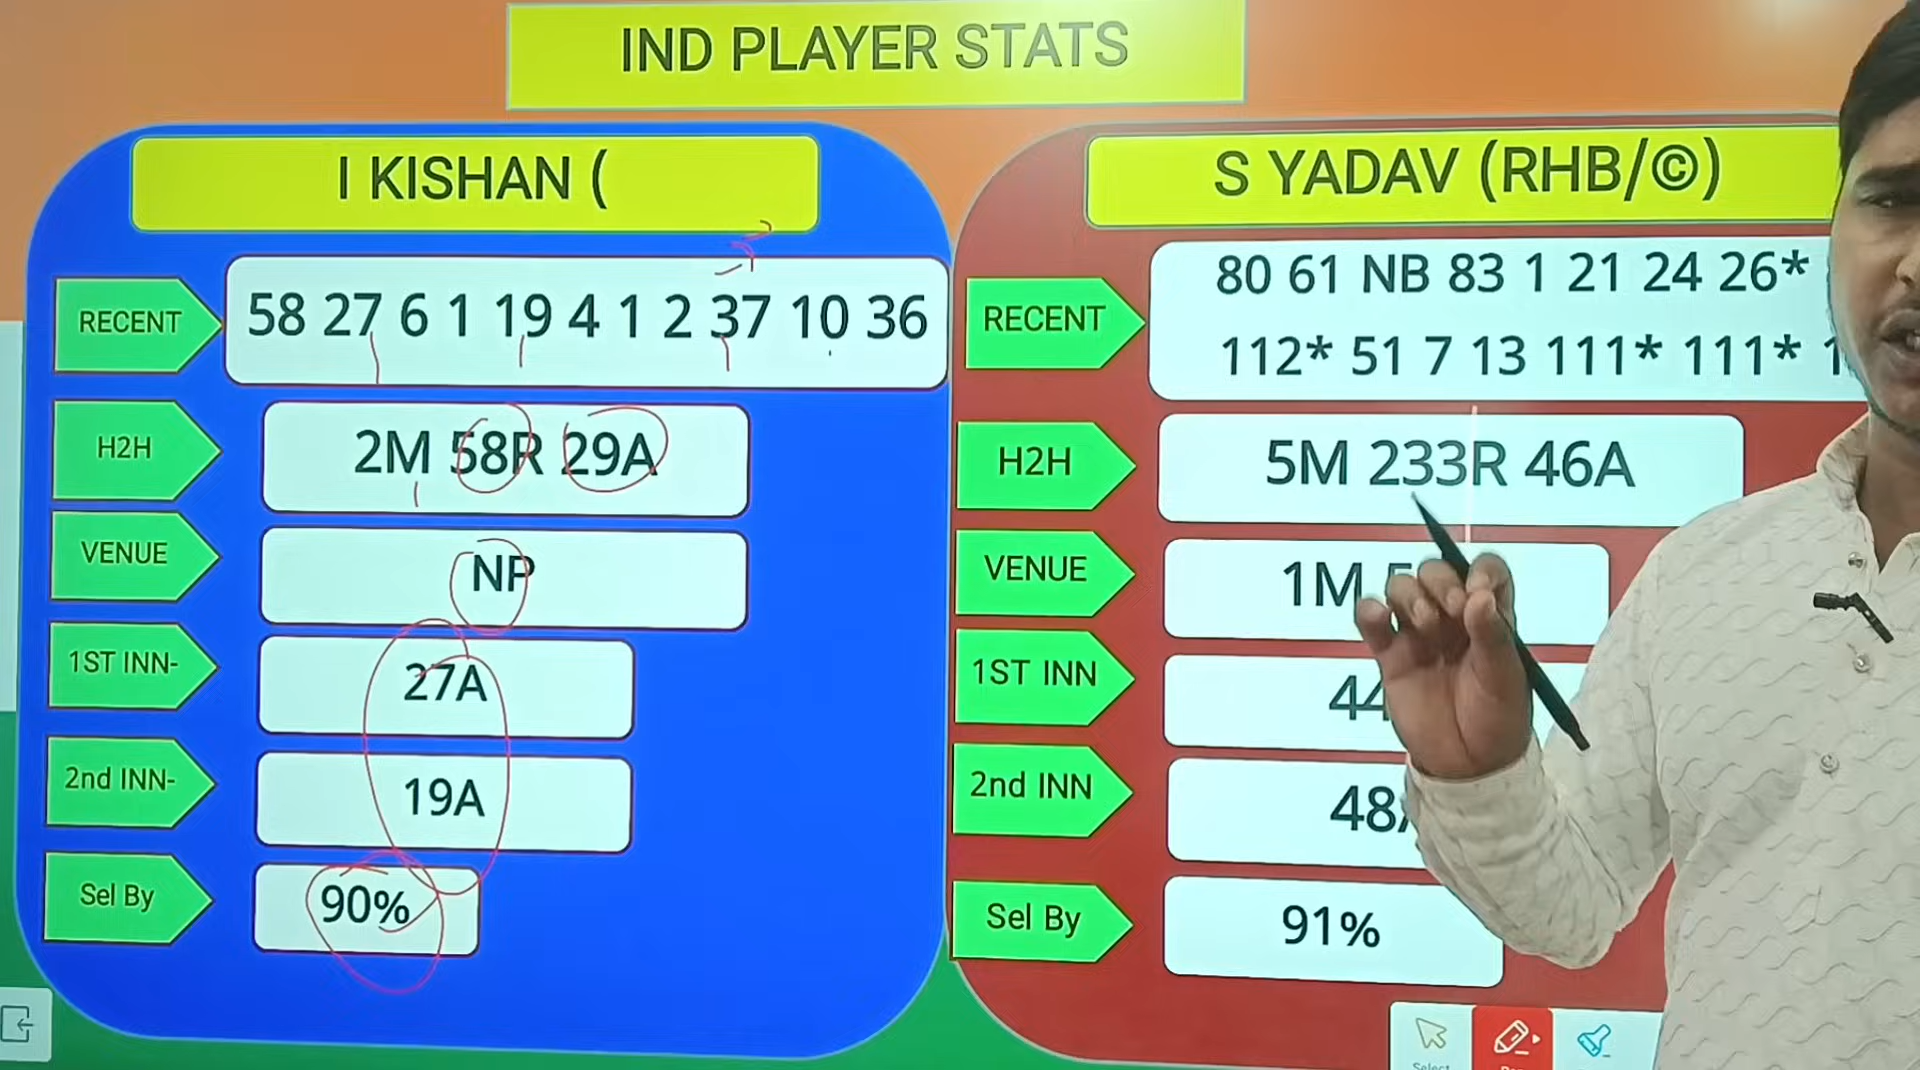 IND PLAYER STATS
I KISHAN (
RECENT
58 27 6 1 19 4 1 2 37 10 36
H2H
2M 58R 29A
VENUE
NP
1ST INN-
27A
2nd INN-
19A
Sel By
90%
S YADAV (RHB/©)
RECENT
80 61 NB 83 1 21 24 26*
112* 51 7 13 111* 111*
H2H
5M 233R 46A
VENUE
1M
1ST INN
44
2nd INN
48
Sel By
91%
Select